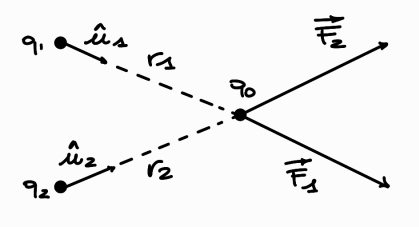 q₁
û₁
r₁
q₀
F⃗₂
q₂
û₂
r₂
F⃗₁